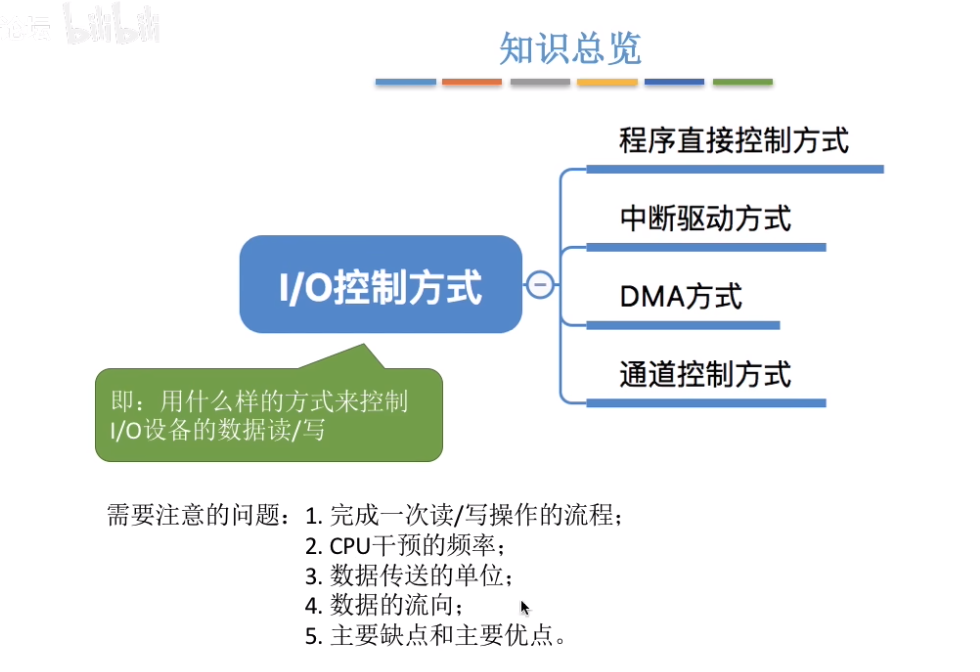 bilibili
知识总览
程序直接控制方式
中断驱动方式
I/O控制方式
DMA方式
通道控制方式
即：用什么样的方式来控制
I/O设备的数据读/写
需要注意的问题：1. 完成一次读/写操作的流程；
2. CPU干预的频率；
3. 数据传送的单位；
4. 数据的流向；
5. 主要缺点和主要优点。